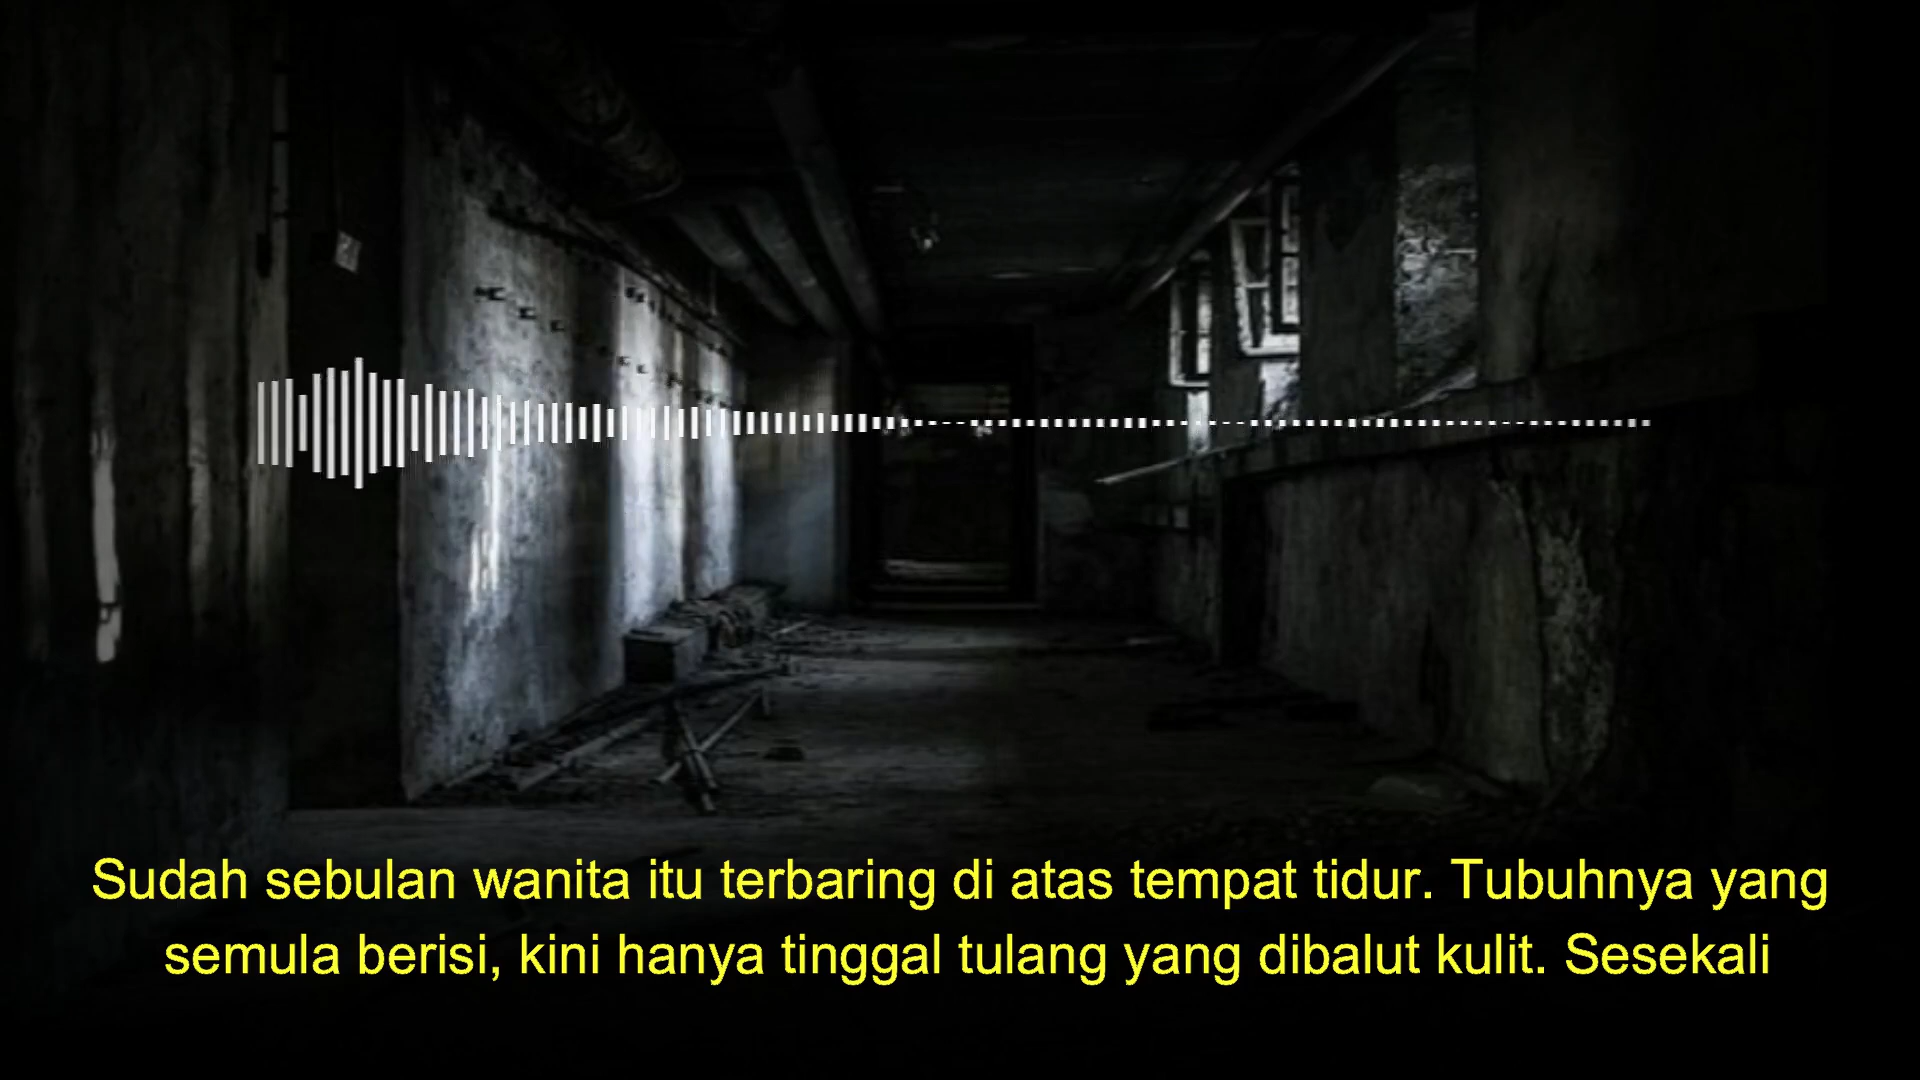 Sudah sebulan wanita itu terbaring di atas tempat tidur. Tubuhnya yang
semula berisi, kini hanya tinggal tulang yang dibalut kulit. Sesekali